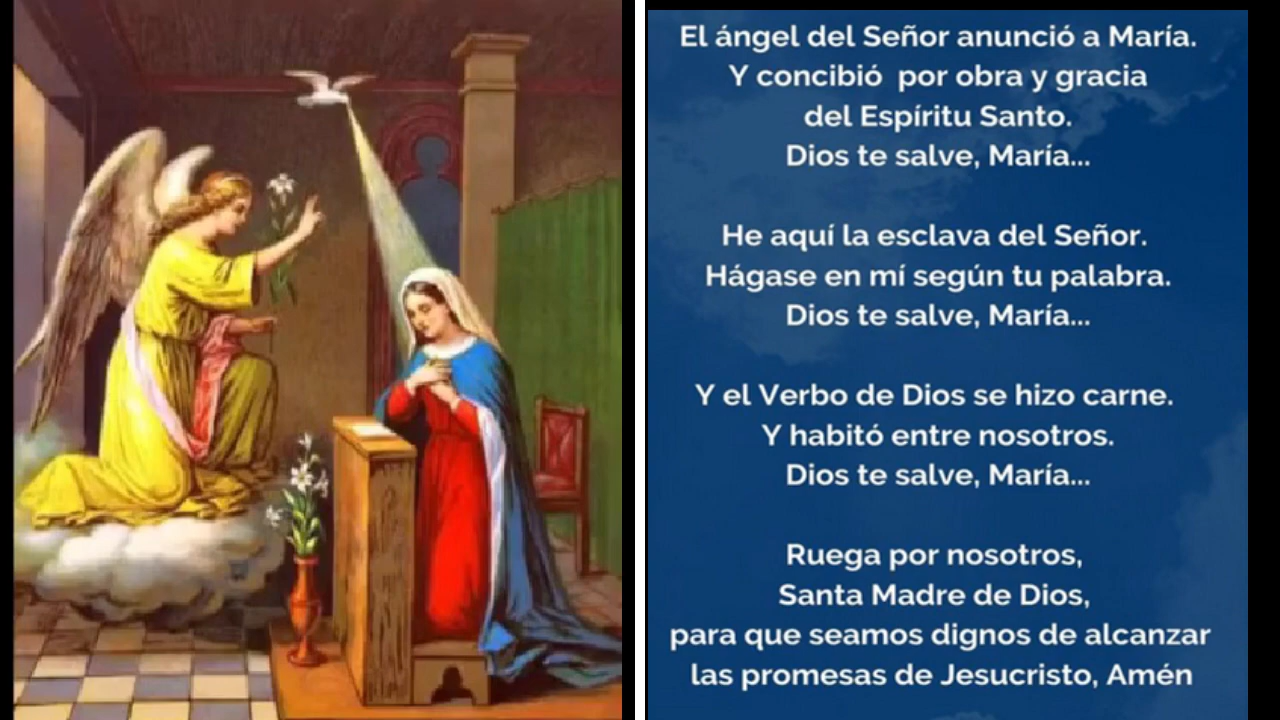 El ángel del Señor anunció a María.
Y concibió por obra y gracia
del Espíritu Santo.
Dios te salve, María...
He aquí la esclava del Señor.
Hágase en mí según tu palabra.
Dios te salve, María...
Y el Verbo de Dios se hizo carne.
Y habitó entre nosotros.
Dios te salve, María...
Ruega por nosotros,
Santa Madre de Dios,
para que seamos dignos de alcanzar
las promesas de Jesucristo, Amén